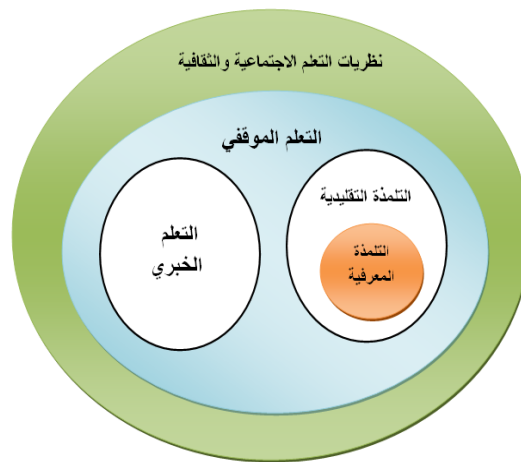 نظريات التعلم الاجتماعية والثقافية
التعلم الموقفي
التلمذة التقليدية
التلمذة
المعرفية
التعلم
الخبري